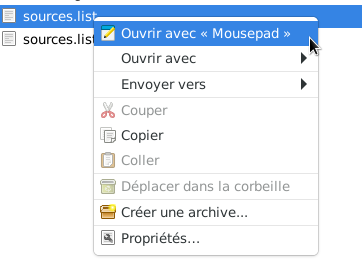 sources.list
sources.list
Ouvrir avec « Mousepad »
Ouvrir avec
Envoyer vers
Couper
Copier
Coller
Déplacer dans la corbeille
Créer une archive...
Propriétés...